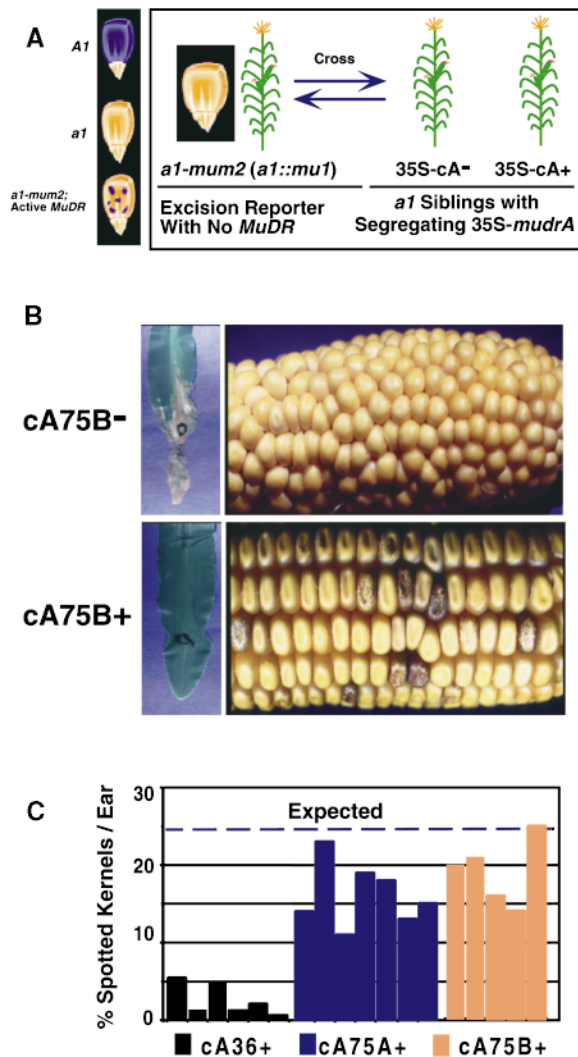 A
A1
a1
a1-mum2;
Active MuDR
Cross
a1-mum2 (a1::mu1)
35S-cA- 35S-cA+
Excision Reporter
With No MuDR
a1 Siblings with
Segregating 35S-mudrA
B
cA75B-
cA75B+
C
% Spotted Kernels / Ear
30
20
10
0
Expected
cA36+ cA75A+ cA75B+